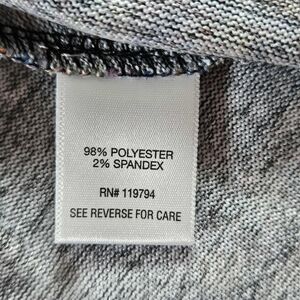 98% POLYESTER
2% SPANDEX
RN# 119794
SEE REVERSE FOR CARE